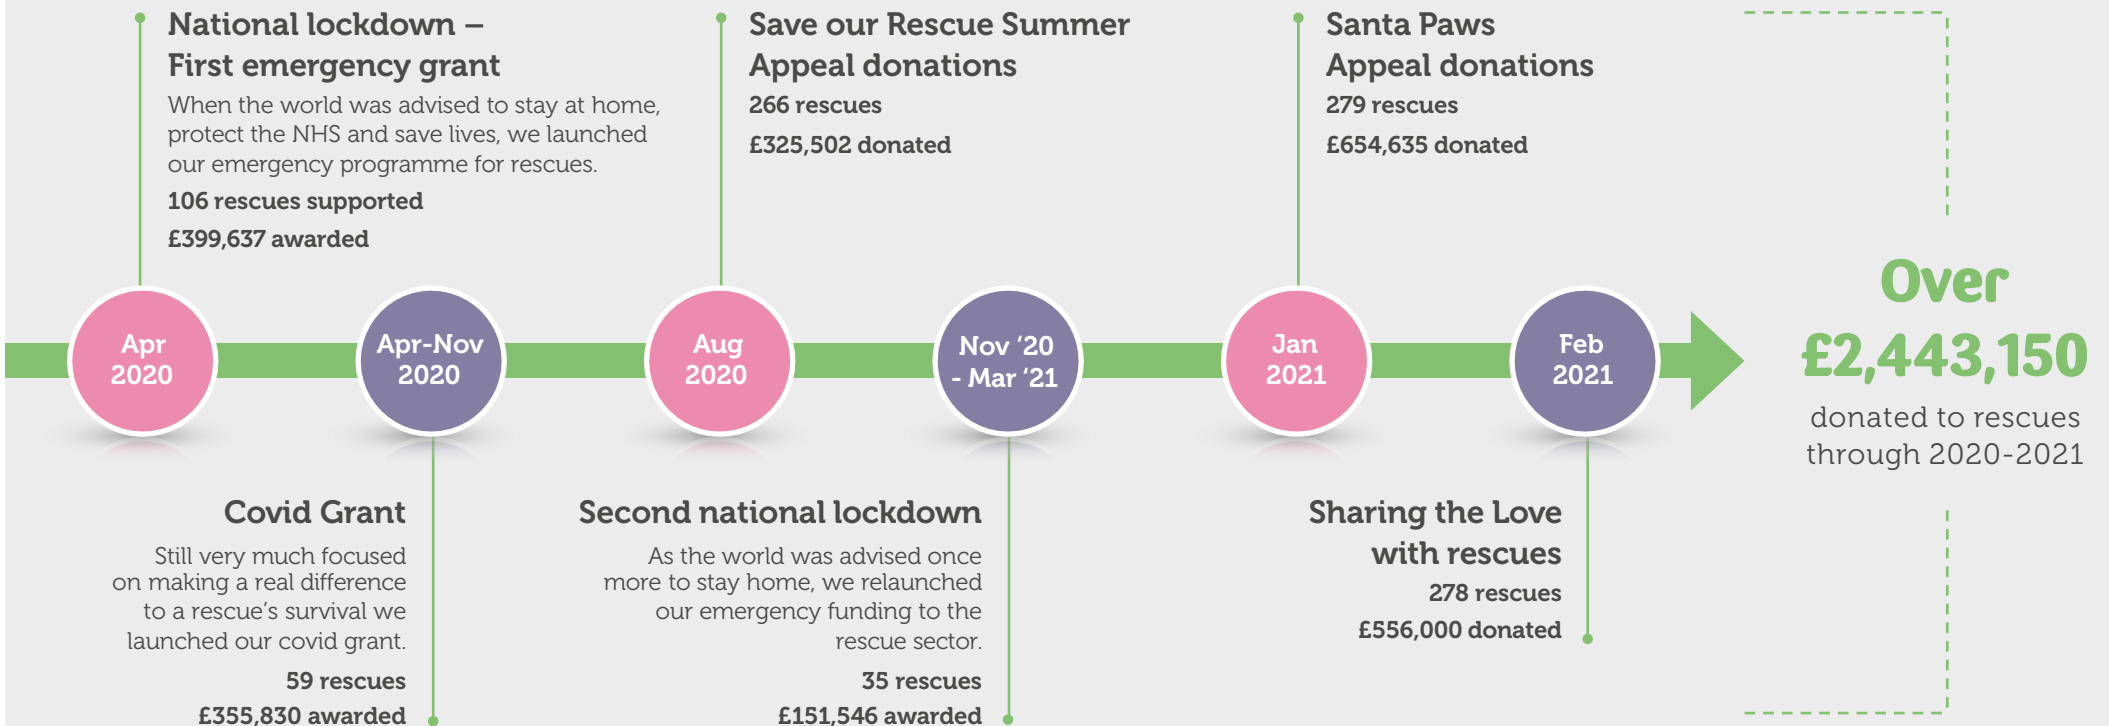 National lockdown –
First emergency grant
When the world was advised to stay at home,
protect the NHS and save lives, we launched
our emergency programme for rescues.
106 rescues supported
£399,637 awarded
Save our Rescue Summer
Appeal donations
266 rescues
£325,502 donated
Santa Paws
Appeal donations
279 rescues
£654,635 donated
Apr
2020
Apr-Nov
2020
Aug
2020
Nov ‘20
- Mar ‘21
Jan
2021
Feb
2021
Over
£2,443,150
donated to rescues
through 2020-2021
Covid Grant
Still very much focused
on making a real difference
to a rescue’s survival we
launched our covid grant.
59 rescues
£355,830 awarded
Second national lockdown
As the world was advised once
more to stay home, we relaunched
our emergency funding to the
rescue sector.
35 rescues
£151,546 awarded
Sharing the Love
with rescues
278 rescues
£556,000 donated